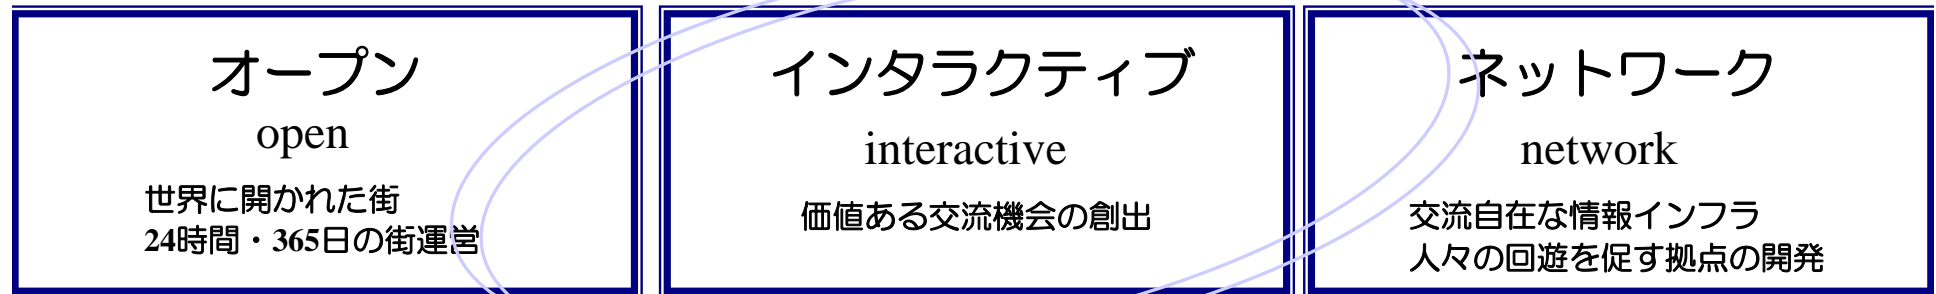 オープン
open
世界に開かれた街
24時間・365日の街運営
インタラクティブ
interactive
価値ある交流機会の創出
ネットワーク
network
交流自在な情報インフラ
人々の回遊を促す拠点の開発